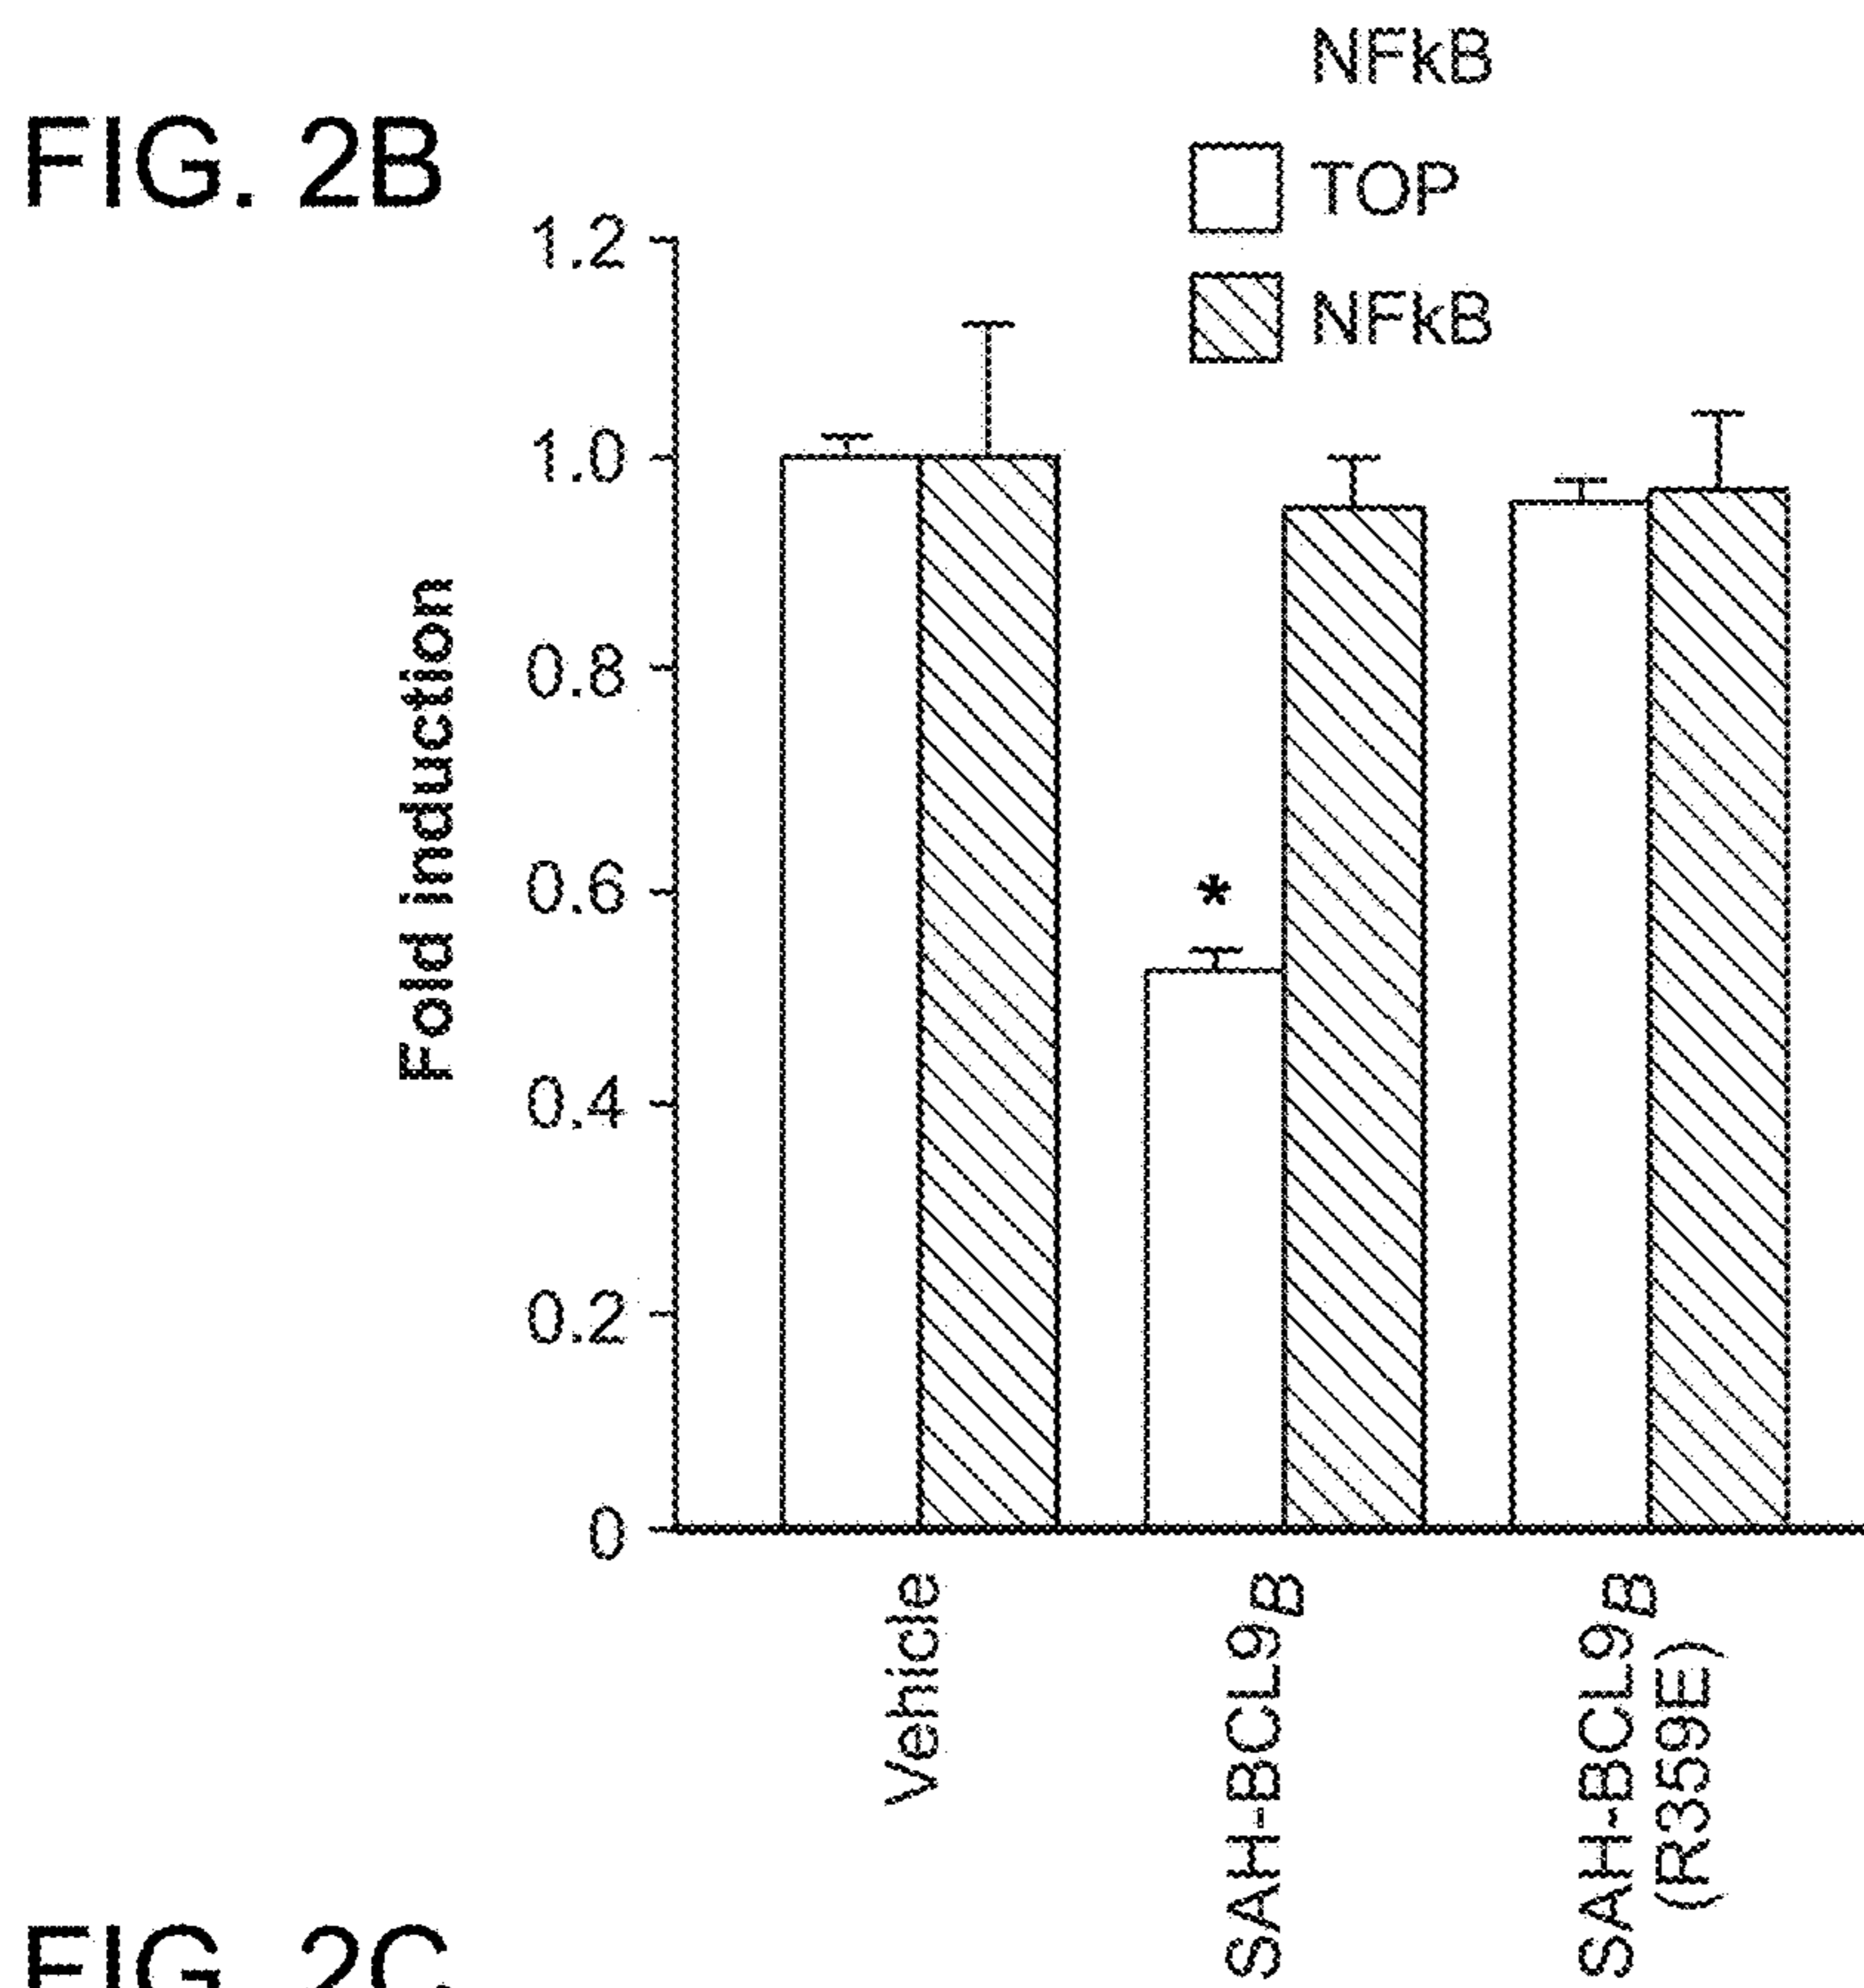 FIG. 2B
NFkB
TOP
NFkB
1.2
1.0
0.8
0.6
0.4
0.2
0
Fold induction
*
Vehicle
SAH-BCL9B
SAH-BCL9B
(R359E)
FIG. 2C